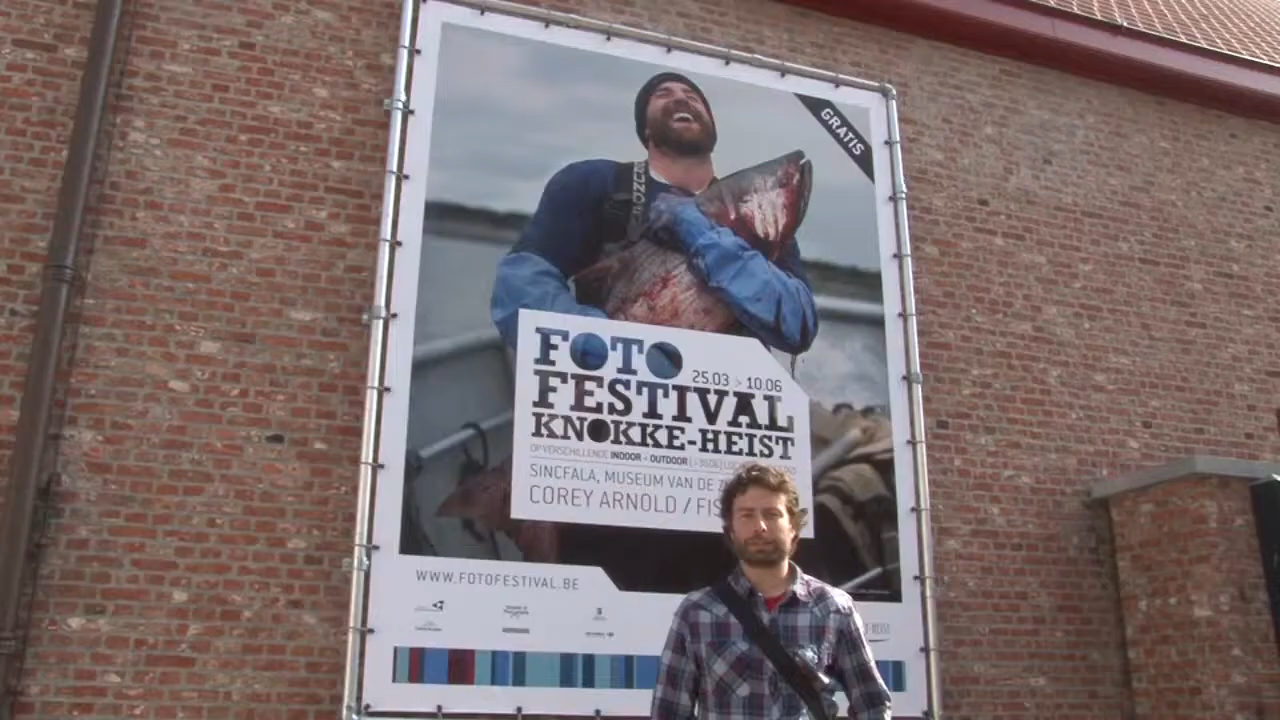 GRATIS
FOTO
25.03 > 10.06
FESTIVAL
KNOKKE-HEIST
OP VERSCHILLENDE INDOOR + OUTDOOR
SINCFALA, MUSEUM VAN DE
COREY ARNOLD /
WWW.FOTOFESTIVAL.BE